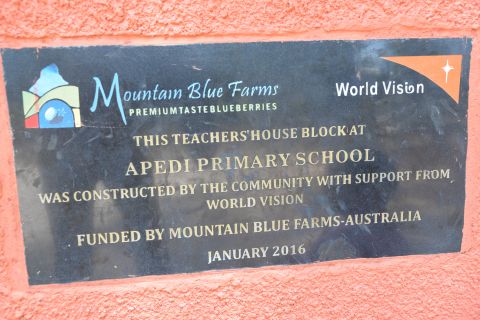 Mountain Blue Farms
PREMIUMTASTEBLUEBERRIES
World Vision
THIS TEACHERS'HOUSE BLOCK AT
APEDI PRIMARY SCHOOL
WAS CONSTRUCTED BY THE COMMUNITY WITH SUPPORT FROM
WORLD VISION
FUNDED BY MOUNTAIN BLUE FARMS-AUSTRALIA
JANUARY 2016